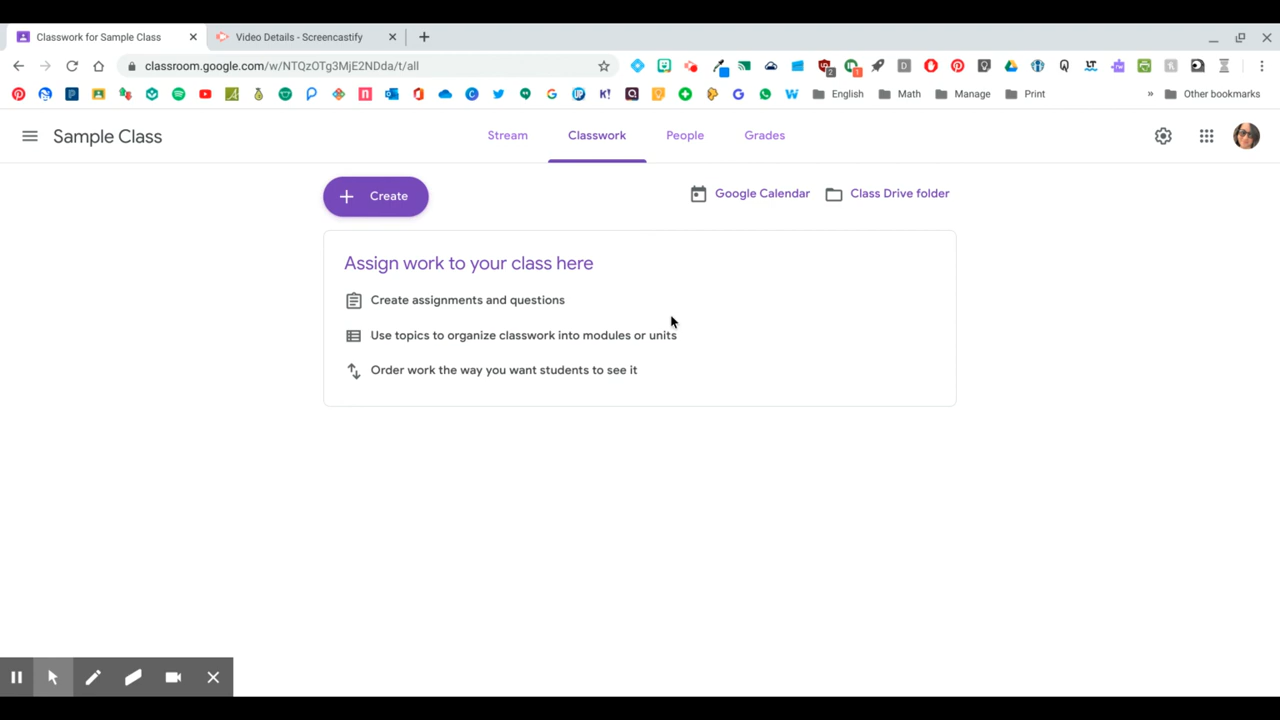 Classwork for Sample Class
Video Details - Screencastify
classroom.google.com/w/NTQzOTg3MjE2NDda/t/all
English
Math
Manage
Print
Other bookmarks
Sample Class
Stream
Classwork
People
Grades
Create
Google Calendar
Class Drive folder
Assign work to your class here
Create assignments and questions
Use topics to organize classwork into modules or units
Order work the way you want students to see it